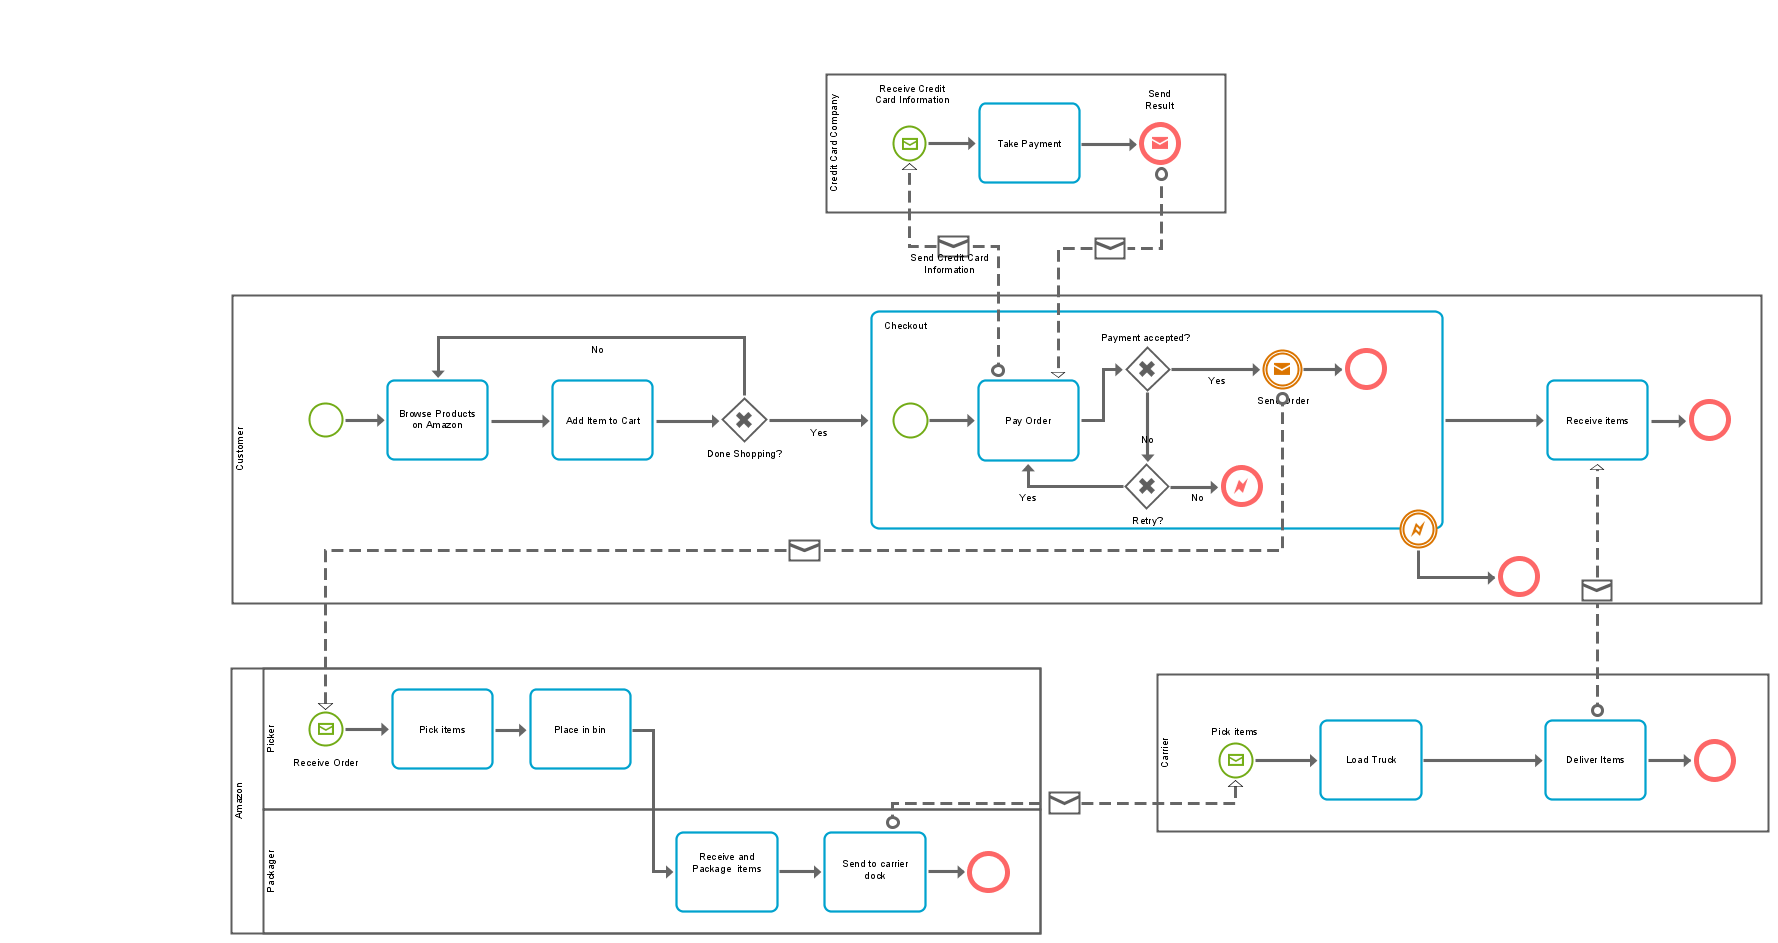 Receive Credit
Card Information
Send
Result
Credit Card Company
Take Payment
Send Credit Card
Information
Customer
Checkout
Payment accepted?
No
Browse Products
on Amazon
Add Item to Cart
Done Shopping?
Yes
Pay Order
Yes
Send Order
No
Yes
No
Retry?
Receive items
Amazon
Picker
Receive Order
Pick items
Place in bin
Packager
Receive and
Package items
Send to carrier
dock
Carrier
Pick items
Load Truck
Deliver Items